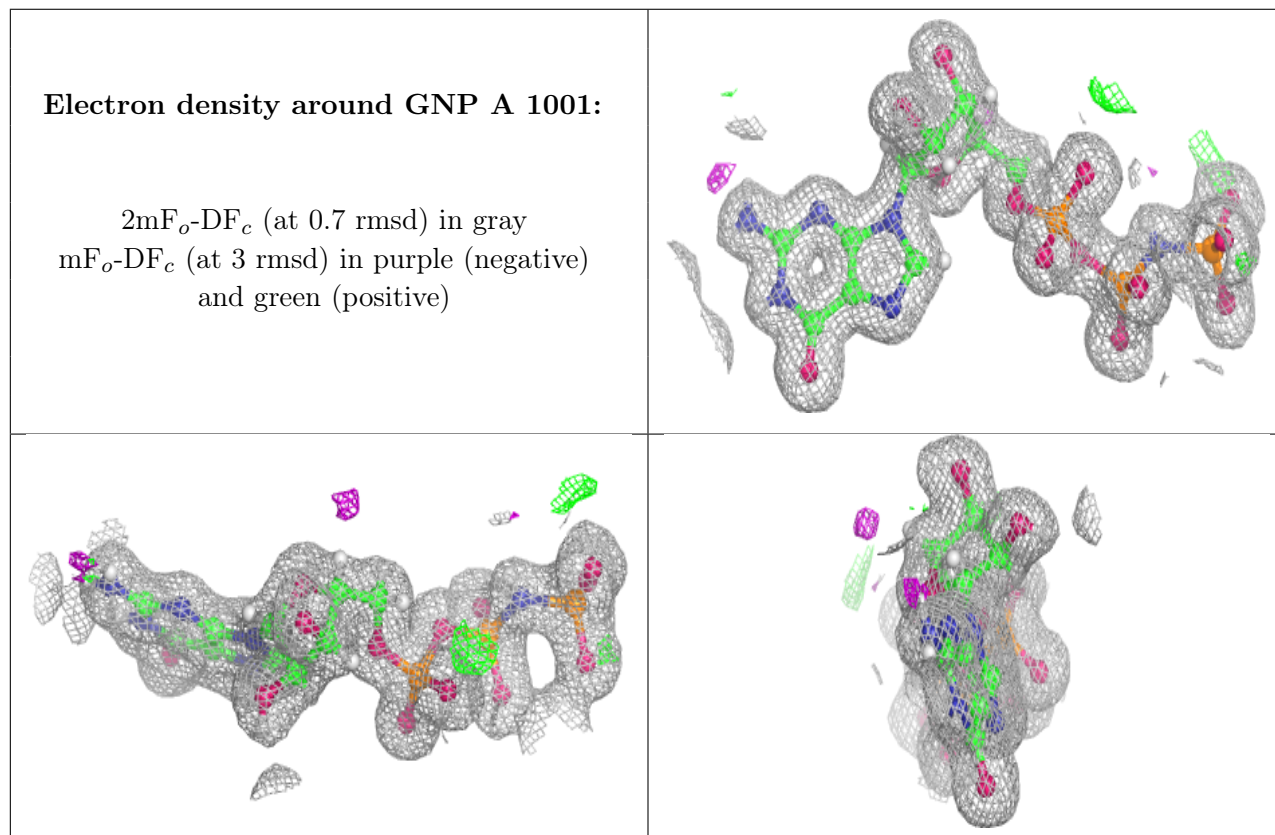 Electron density around GNP A 1001:
2mFₒ-DF𝑐 (at 0.7 rmsd) in gray
mFₒ-DF𝑐 (at 3 rmsd) in purple (negative)
and green (positive)